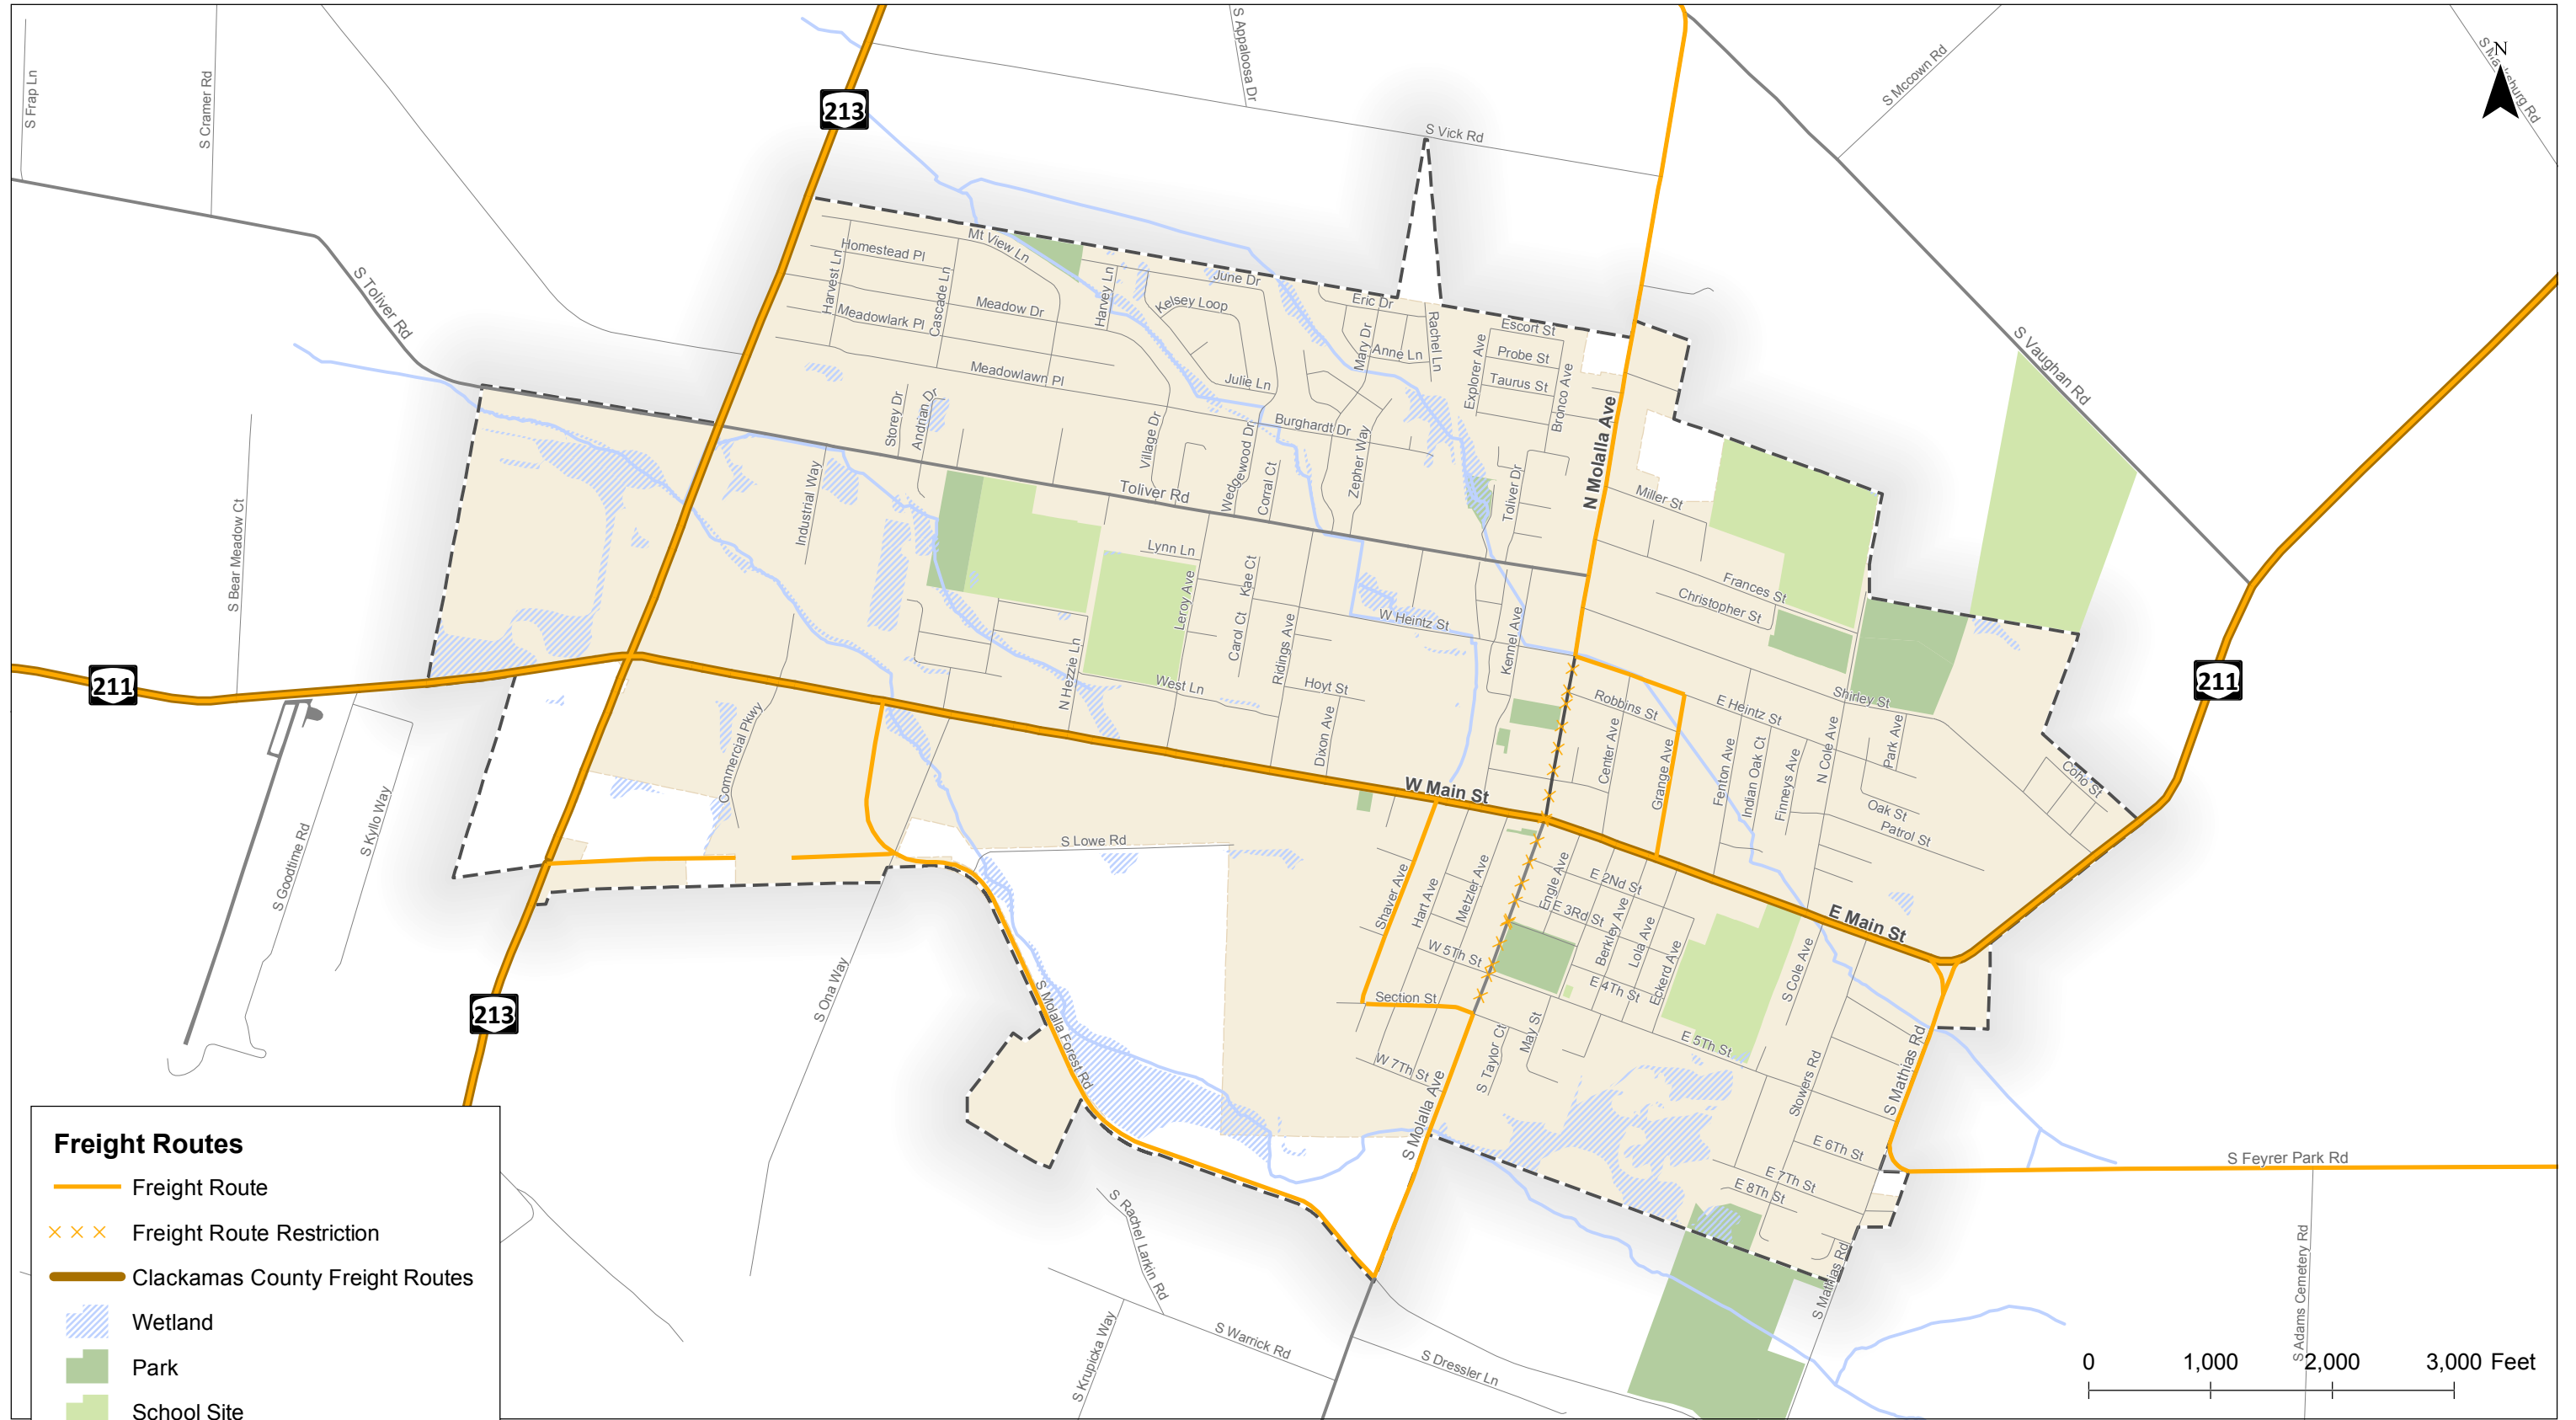 S Frap Ln
S Cramer Rd
213
S Appaloosa Dr
S Vick Rd
S Mccown Rd
N
S Toliver Rd
Homestead Pl
Mt View Ln
Harvest Ln
Cascade Ln
Meadow Dr
Meadowlark Pl
Meadowlawn Pl
Harvey Ln
June Dr
Kelsey Loop
Julie Ln
Eric Dr
Mary Dr
Anne Ln
Rachel Ln
Escort St
Probe St
Taurus St
Explorer Ave
Bronco Ave
N Molalla Ave
S Vaughan Rd
Storey Dr
Andrian Dr
Village Dr
Wedgewood Dr
Burghardt Dr
Corral Ct
Zepher Way
Toliver Dr
Toliver Rd
Miller St
Industrial Way
S Bear Meadow Ct
Lynn Ln
Leroy Ave
Kae Ct
Carol Ct
Ridings Ave
W Heintz St
Kennel Ave
Frances St
Christopher St
211
211
N Hezzie Ln
West Ln
Hoyt St
Dixon Ave
Robbins St
Center Ave
Grange Ave
E Heintz St
Shirley St
Fenton Ave
Indian Oak Ct
Finneys Ave
N Cole Ave
Park Ave
Oak St
Patrol St
Coho St
Commercial Pkwy
W Main St
S Goodtime Rd
S Kyllo Way
S Lowe Rd
Shaver Ave
Hart Ave
Metzler Ave
Engle Ave
E 2Nd St
E 3Rd St
Berkley Ave
Lola Ave
Eckerd Ave
E 4Th St
W 5Th St
Section St
E Main St
S Cole Ave
213
S Ona Way
S Molalla Forest Rd
W 7Th St
S Molalla Ave
S Taylor Ct
May St
E 5Th St
Stowers Rd
S Mathias Rd
E 6Th St
E 7Th St
E 8Th St
S Feyrer Park Rd
S Mathias Rd
S Adams Cemetery Rd
S Rachel Larkin Rd
S Krupicka Way
S Warrick Rd
S Dressler Ln
Freight Routes
Freight Route
Freight Route Restriction
Clackamas County Freight Routes
Wetland
Park
School Site
0 1,000 2,000 3,000 Feet